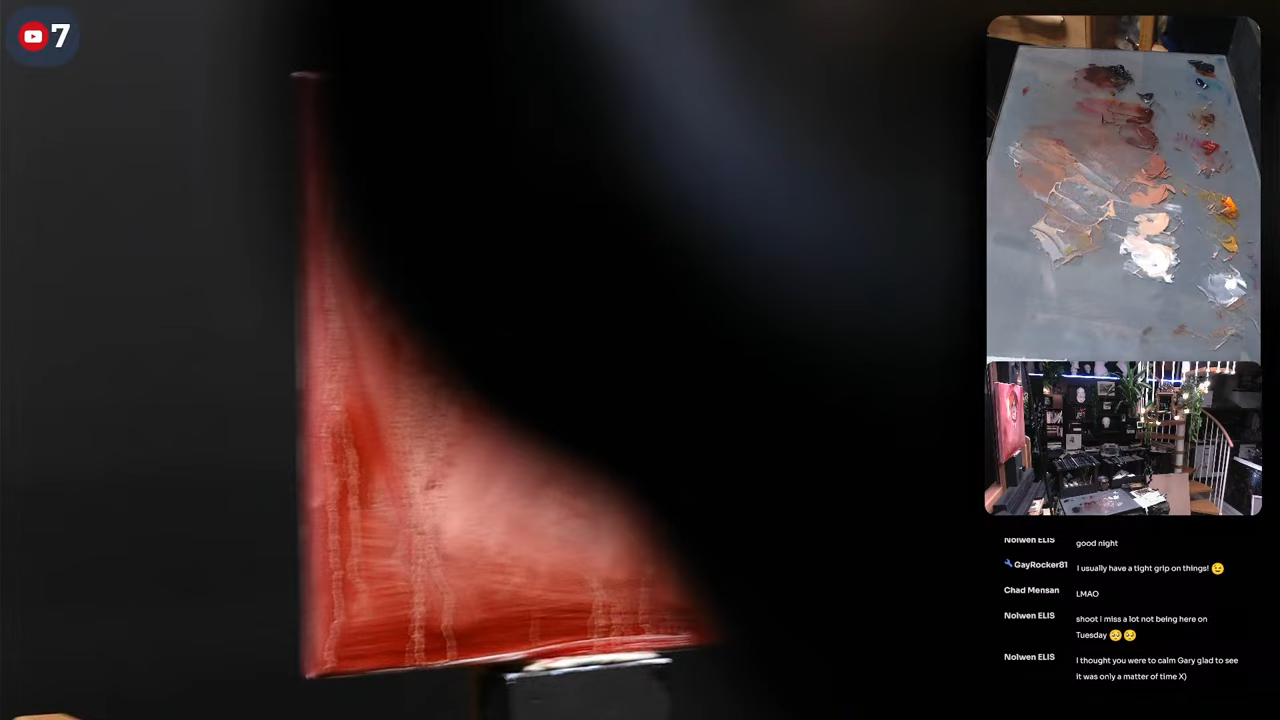 7
Nolwen ELIS good night
GayRocker81 I usually have a tight grip on things! 😉
Chad Mensan LMAO
Nolwen ELIS shoot I miss a lot not being here on
Tuesday 🥺🥺
Nolwen ELIS I thought you were to calm Gary glad to see
it was only a matter of time X)